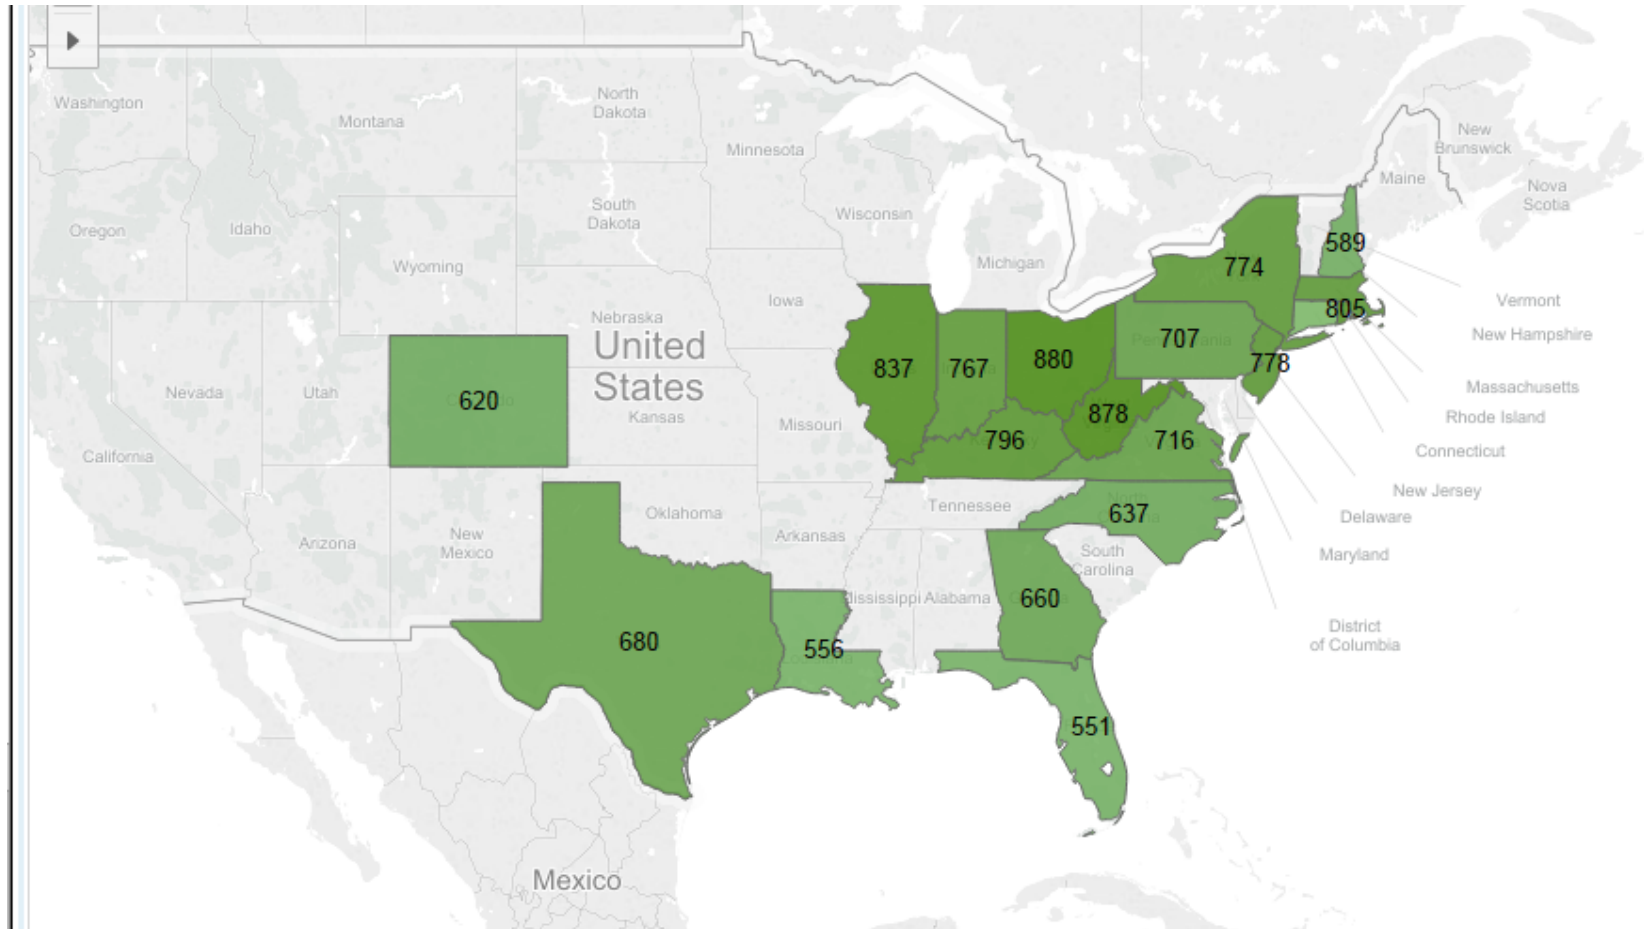 Washington
Montana
North
Dakota
Minnesota
New
Brunswick
Maine
Nova
Scotia
Oregon
Idaho
South
Dakota
Wisconsin
Wyoming
Michigan
774
589
Iowa
Nebraska
Vermont
805
New Hampshire
United
States
837
767
880
707
778
Nevada
Utah
620
Kansas
Missouri
878
716
796
Massachusetts
Rhode Island
California
Connecticut
New Jersey
Oklahoma
Tennessee
637
Delaware
Arizona
New
Mexico
Arkansas
South
Carolina
Maryland
Mississippi
Alabama
660
680
556
551
District
of Columbia
Mexico